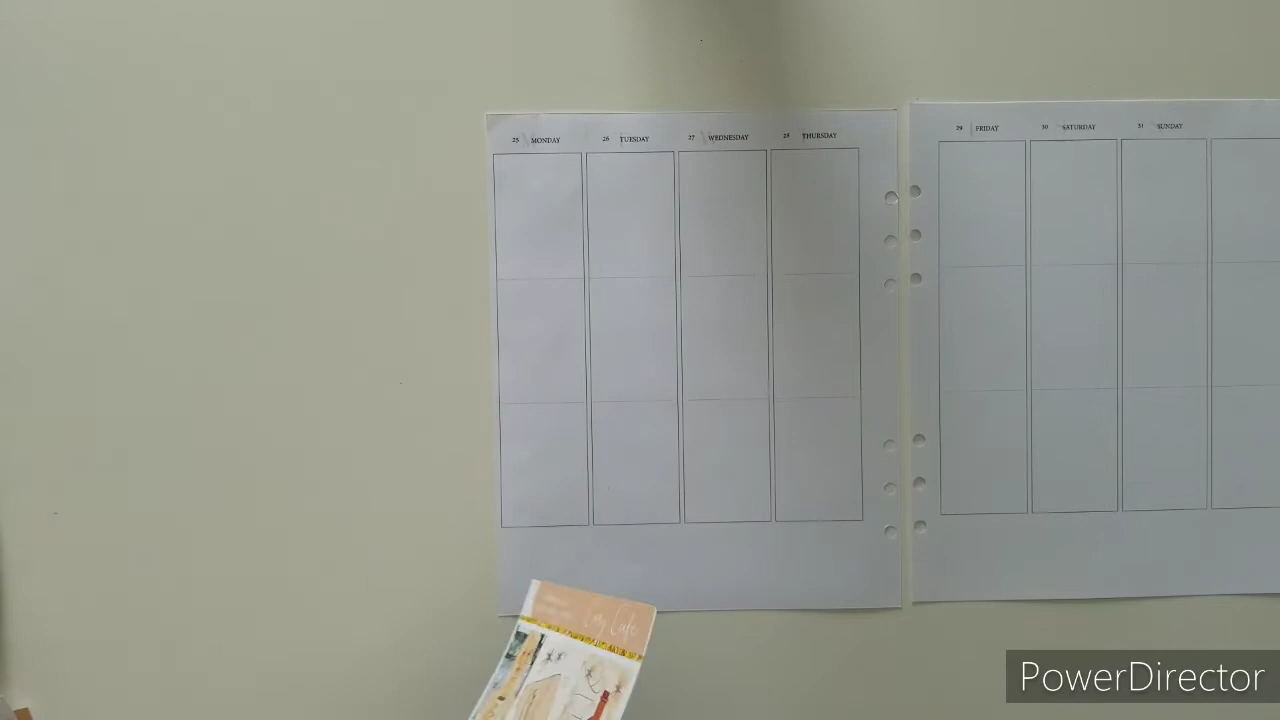 25 MONDAY 26 TUESDAY 27 WEDNESDAY 28 THURSDAY
29 FRIDAY 30 SATURDAY 31 SUNDAY
PowerDirector